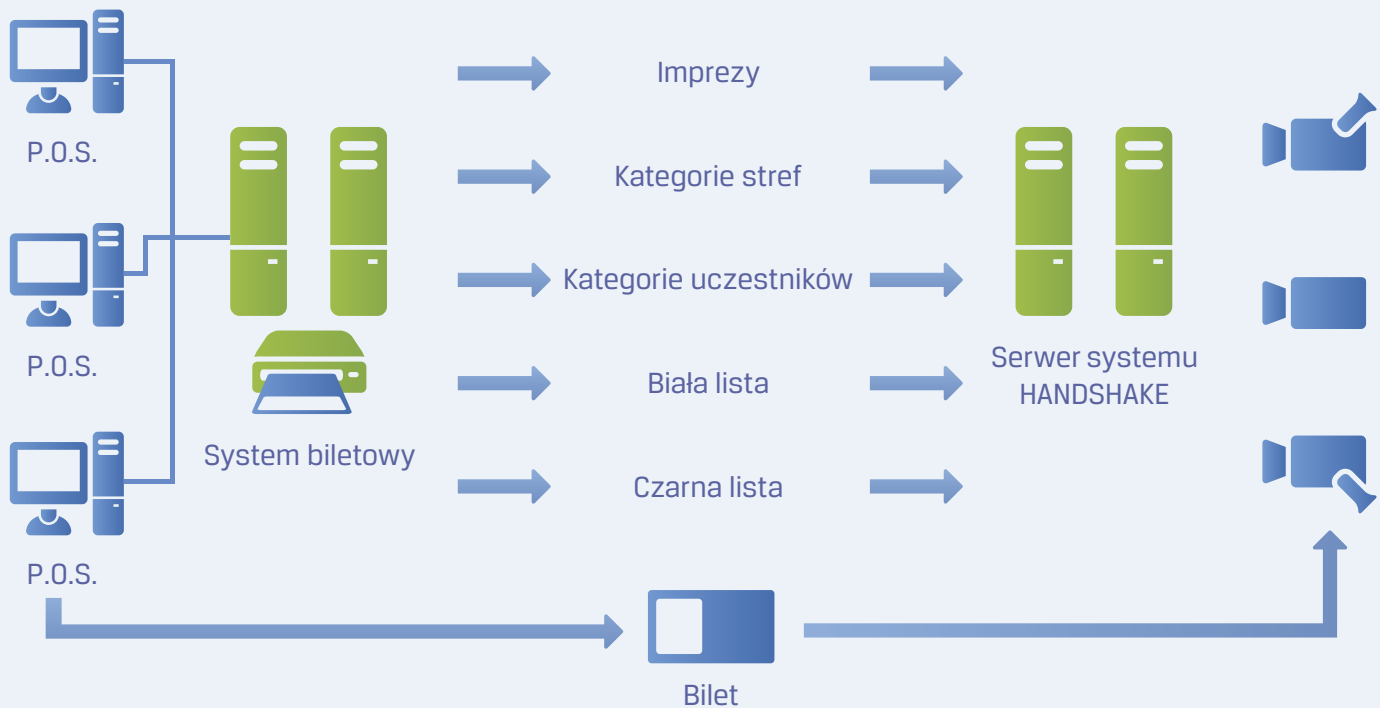 P.O.S.
P.O.S.
P.O.S.
System biletowy
Imprezy
Kategorie stref
Kategorie uczestników
Biała lista
Czarna lista
Serwer systemu
HANDSHAKE
Bilet